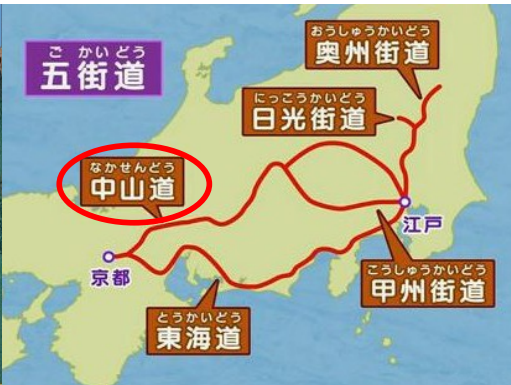 ご かい どう
五街道
おうしゅうかいどう
奥州街道
にっこうかいどう
日光街道
なかせんどう
中山道
江戸
京都
こうしゅうかいどう
甲州街道
とうかいどう
東海道